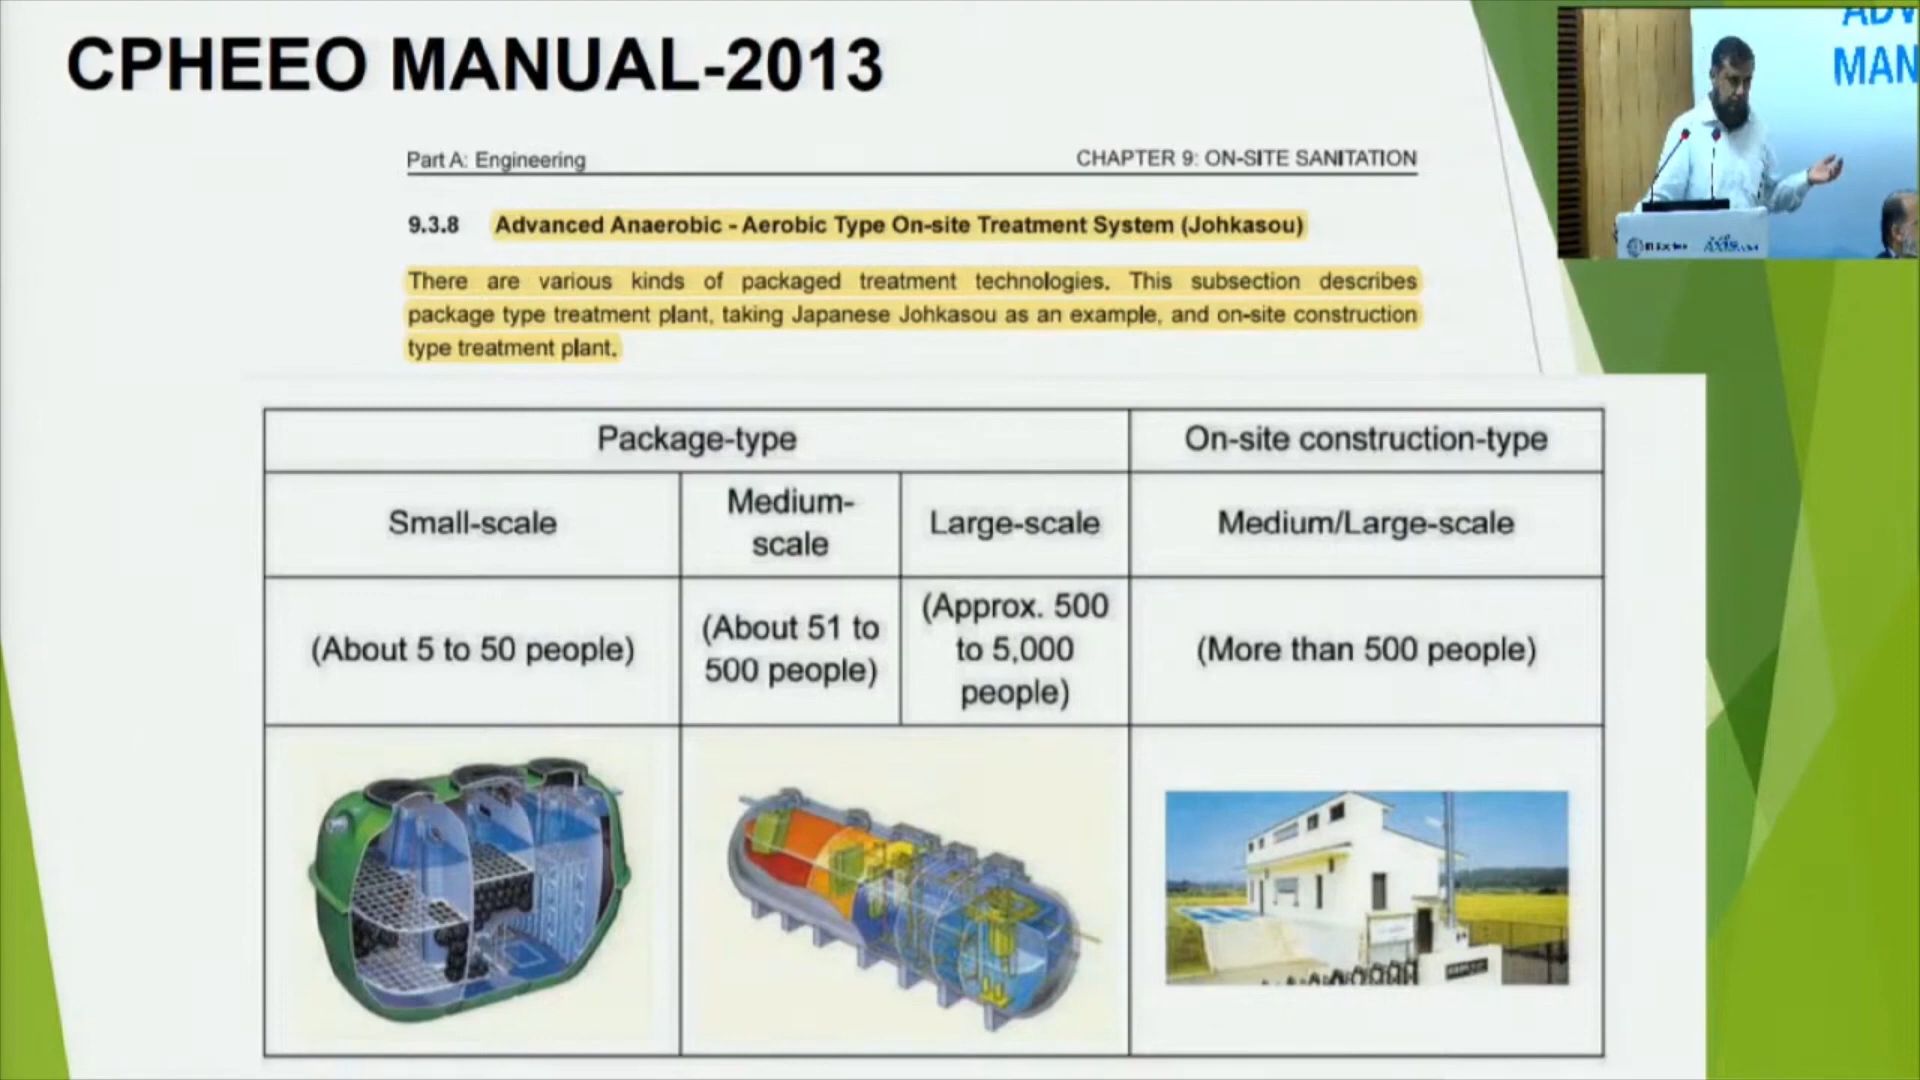 CPHEEO MANUAL-2013
Part A: Engineering
CHAPTER 9: ON-SITE SANITATION
9.3.8 Advanced Anaerobic - Aerobic Type On-site Treatment System (Johkasou)
There are various kinds of packaged treatment technologies. This subsection describes
package type treatment plant, taking Japanese Johkasou as an example, and on-site construction
type treatment plant.
Package-type
On-site construction-type
Small-scale
Medium-
scale
Large-scale
Medium/Large-scale
(About 5 to 50 people)
(About 51 to
500 people)
(Approx. 500
to 5,000
people)
(More than 500 people)
ADV
MAN